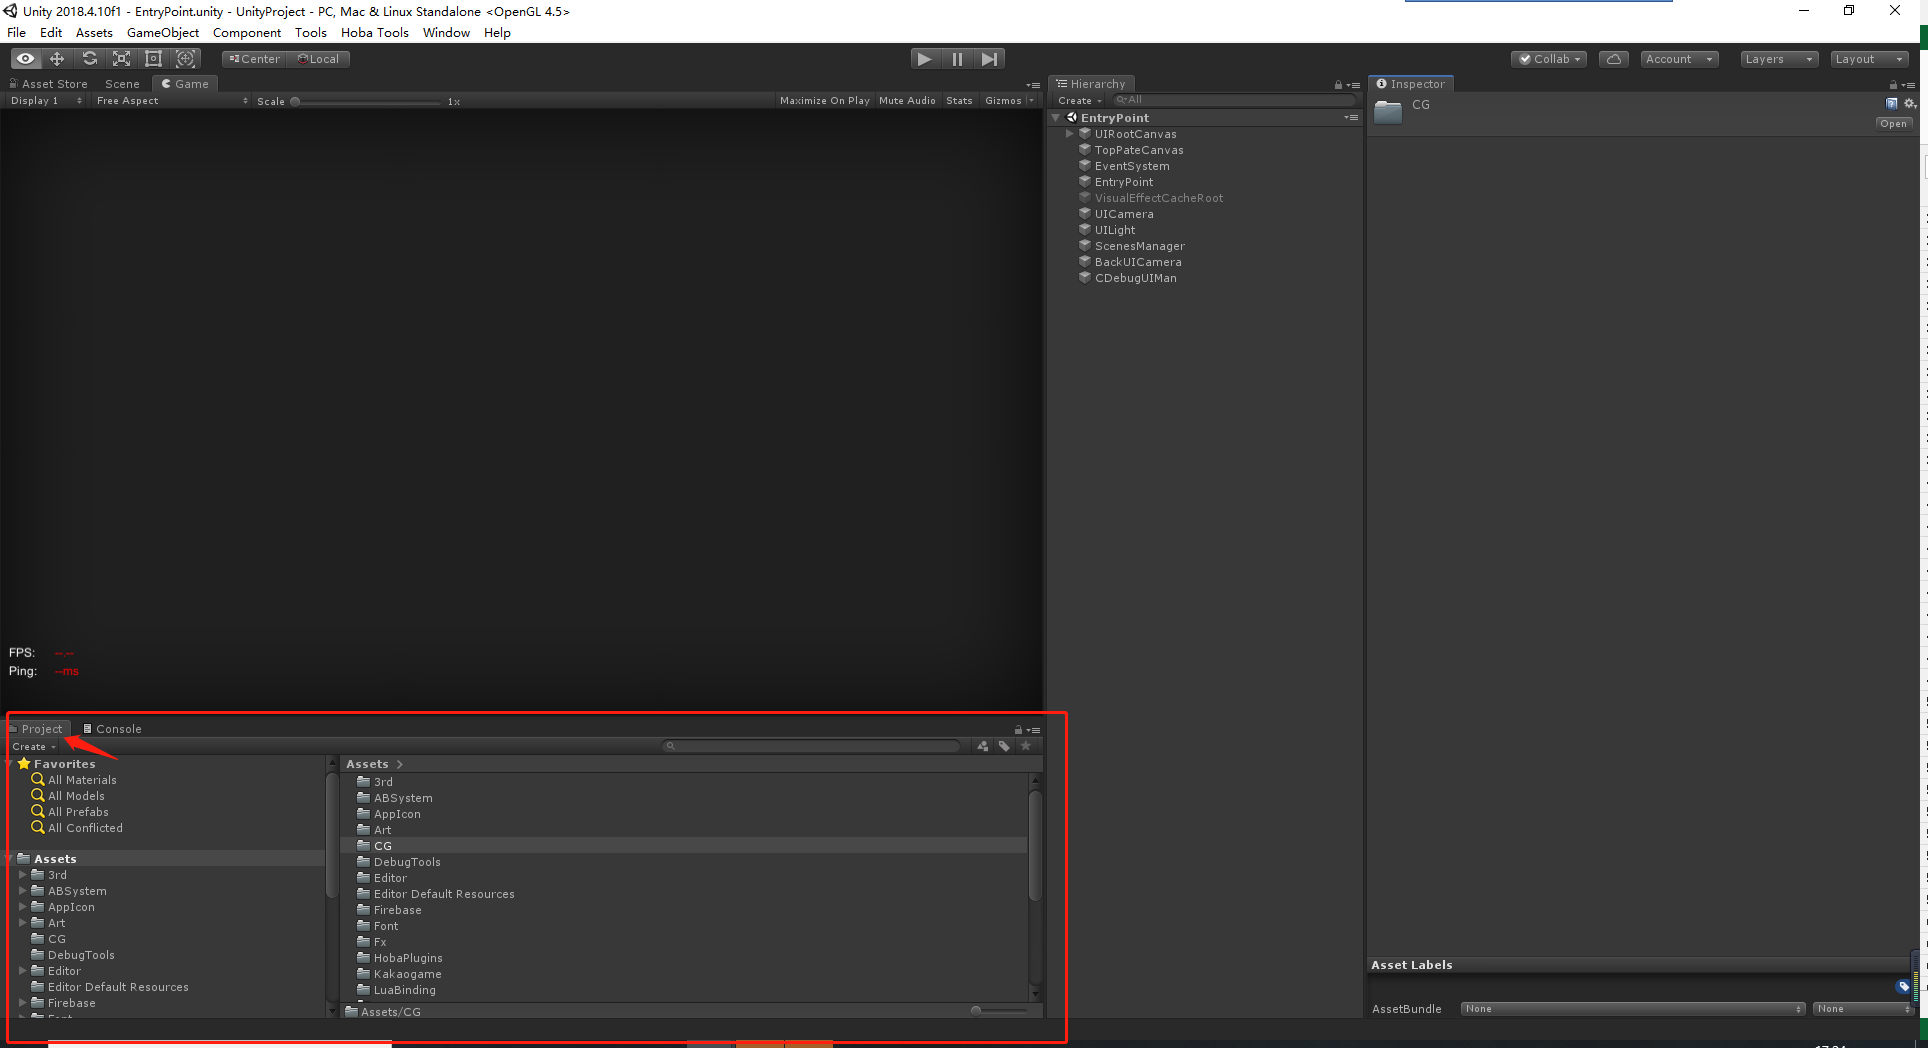 Unity 2018.4.10f1 - EntryPoint.unity - UnityProject - PC, Mac & Linux Standalone <OpenGL 4.5>
File Edit Assets GameObject Component Tools Hoba Tools Window Help
Center Local Collab Account Layers Layout
Asset Store Scene Game
Display 1 Free Aspect Scale 1x Maximize On Play Mute Audio Stats Gizmos
FPS: --.--
Ping: --ms
Hierarchy
Create All
EntryPoint
UIRootCanvas
TopPateCanvas
EventSystem
EntryPoint
VisualEffectCacheRoot
UICamera
UILight
ScenesManager
BackUICamera
CDebugUIMan
Inspector
CG
Open
Project Console
Create
Favorites
All Materials
All Models
All Prefabs
All Conflicted
Assets
3rd
ABSystem
AppIcon
Art
CG
DebugTools
Editor
Editor Default Resources
Firebase
Assets
3rd
ABSystem
AppIcon
Art
CG
DebugTools
Editor
Editor Default Resources
Firebase
Font
Fx
HobaPlugins
Kakaogame
LuaBinding
Assets/CG
Asset Labels
AssetBundle None None